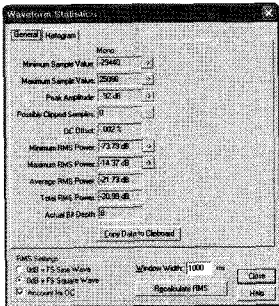 Waveform Statistics
General Histogram
Mono
Minimum Sample Value: -29440
Maximum Sample Value: 25098
Peak Amplitude: -.92 dB
Possibly Clipped Samples: 0
DC Offset: .002 %
Minimum RMS Power: -73.79 dB
Maximum RMS Power: -14.37 dB
Average RMS Power: -21.73 dB
Total RMS Power: -20.98 dB
Actual Bit Depth: 8
Copy Data to Clipboard
RMS Settings
0dB = FS Sine Wave
0dB = FS Square Wave
Account for DC
Window Width: 1000 ms
Recalculate RMS
Close
Help